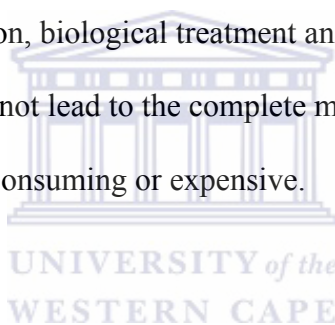 on, biological treatment an
not lead to the complete m
onsuming or expensive.
UNIVERSITY of the
WESTERN CAPE